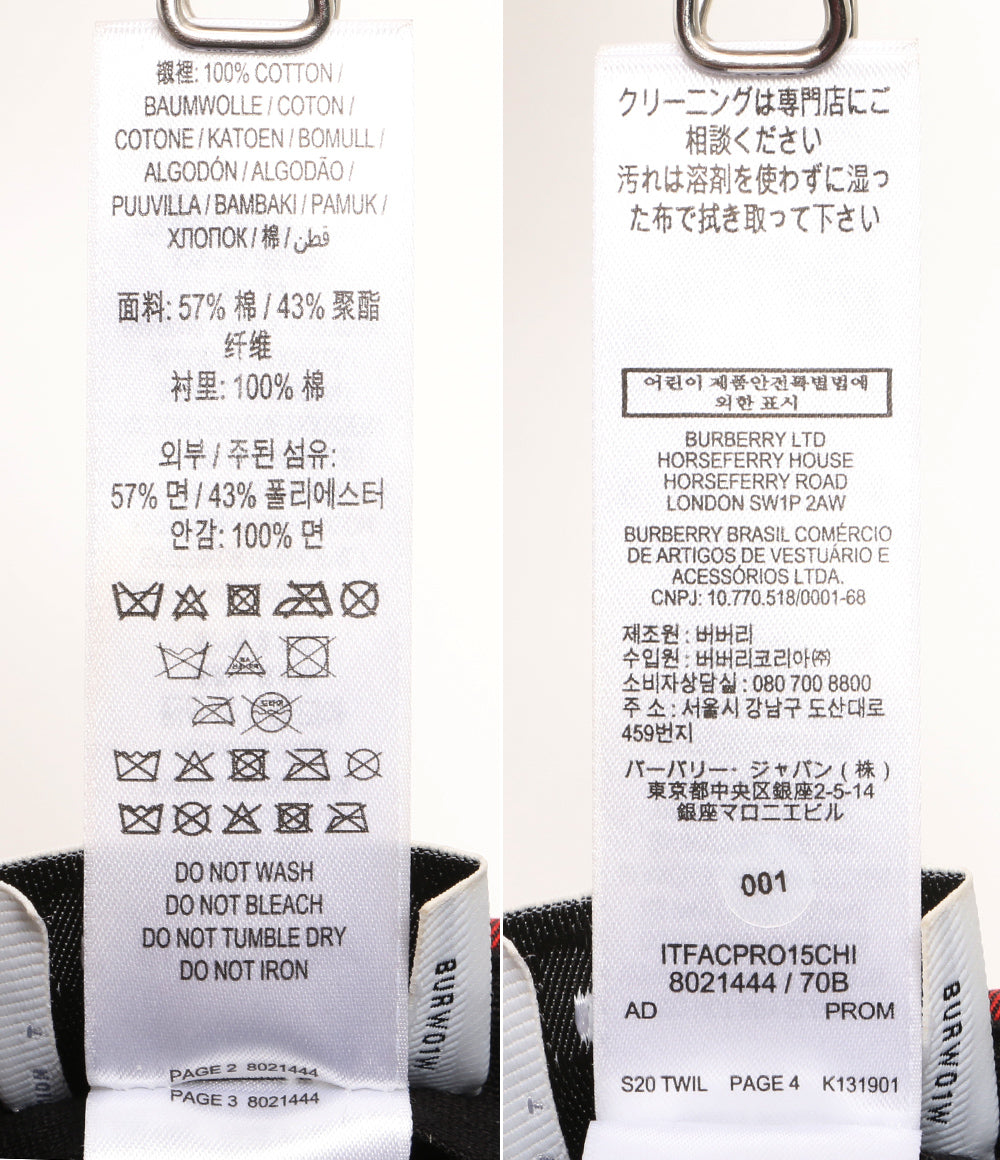 襯裡: 100% COTTON /
BAUMWOLLE / COTON /
COTONE / KATOEN / BOMULL /
ALGODÓN / ALGODÃO /
PUUVILLA / BAMBAKI / PAMUK /
ХЛОПОК / 棉 / قطن
面料: 57% 棉 / 43% 聚酯
纤维
衬里: 100% 棉
외부 / 주된 섬유:
57% 면 / 43% 폴리에스터
안감: 100% 면
드라이
DO NOT WASH
DO NOT BLEACH
DO NOT TUMBLE DRY
DO NOT IRON
PAGE 2 8021444
PAGE 3 8021444
BURW01W
クリーニングは専門店にご
相談ください
汚れは溶剤を使わずに湿っ
た布で拭き取って下さい
어린이 제품안전특별법에
의한 표시
BURBERRY LTD
HORSEFERRY HOUSE
HORSEFERRY ROAD
LONDON SW1P 2AW
BURBERRY BRASIL COMÉRCIO
DE ARTIGOS DE VESTUÁRIO E
ACESSÓRIOS LTDA.
CNPJ: 10.770.518/0001-68
제조원 : 버버리
수입원 : 버버리코리아㈜
소비자상담실 : 080 700 8800
주 소 : 서울시 강남구 도산대로
459번지
バーバリー・ジャパン ( 株 )
東京都中央区銀座2-5-14
銀座マロニエビル
001
ITFACPRO15CHI
8021444 / 70B
AD PROM
S20 TWIL PAGE 4 K131901
BURW01W